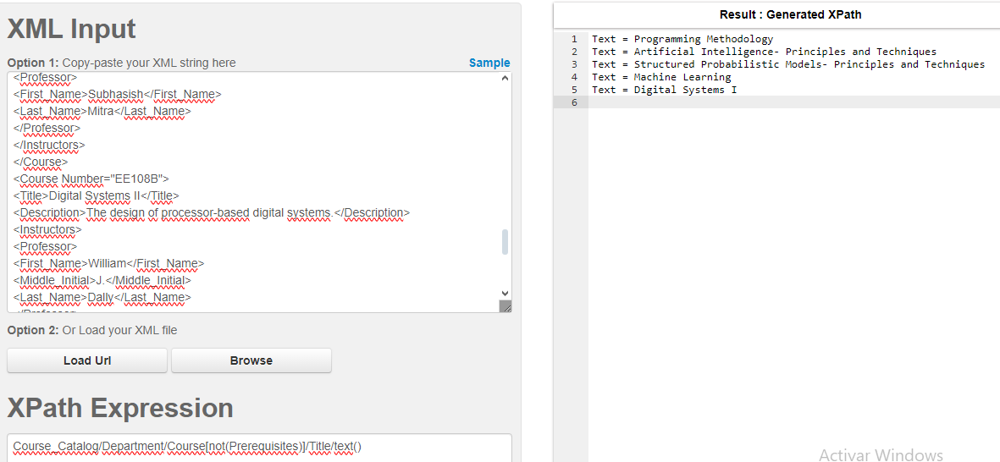 XML Input
Option 1: Copy-paste your XML string here
Sample
<Professor>
<First_Name>Subhasish</First_Name>
<Last_Name>Mitra</Last_Name>
</Professor>
</Instructors>
</Course>
<Course Number="EE108B">
<Title>Digital Systems II</Title>
<Description>The design of processor-based digital systems.</Description>
<Instructors>
<Professor>
<First_Name>William</First_Name>
<Middle_Initial>J.</Middle_Initial>
<Last_Name>Dally</Last_Name>
Option 2: Or Load your XML file
Load Url
Browse
XPath Expression
Course_Catalog/Department/Course[not(Prerequisites)]/Title/text()
Result : Generated XPath
1 Text = Programming Methodology
2 Text = Artificial Intelligence- Principles and Techniques
3 Text = Structured Probabilistic Models- Principles and Techniques
4 Text = Machine Learning
5 Text = Digital Systems I
6
Activar Windows